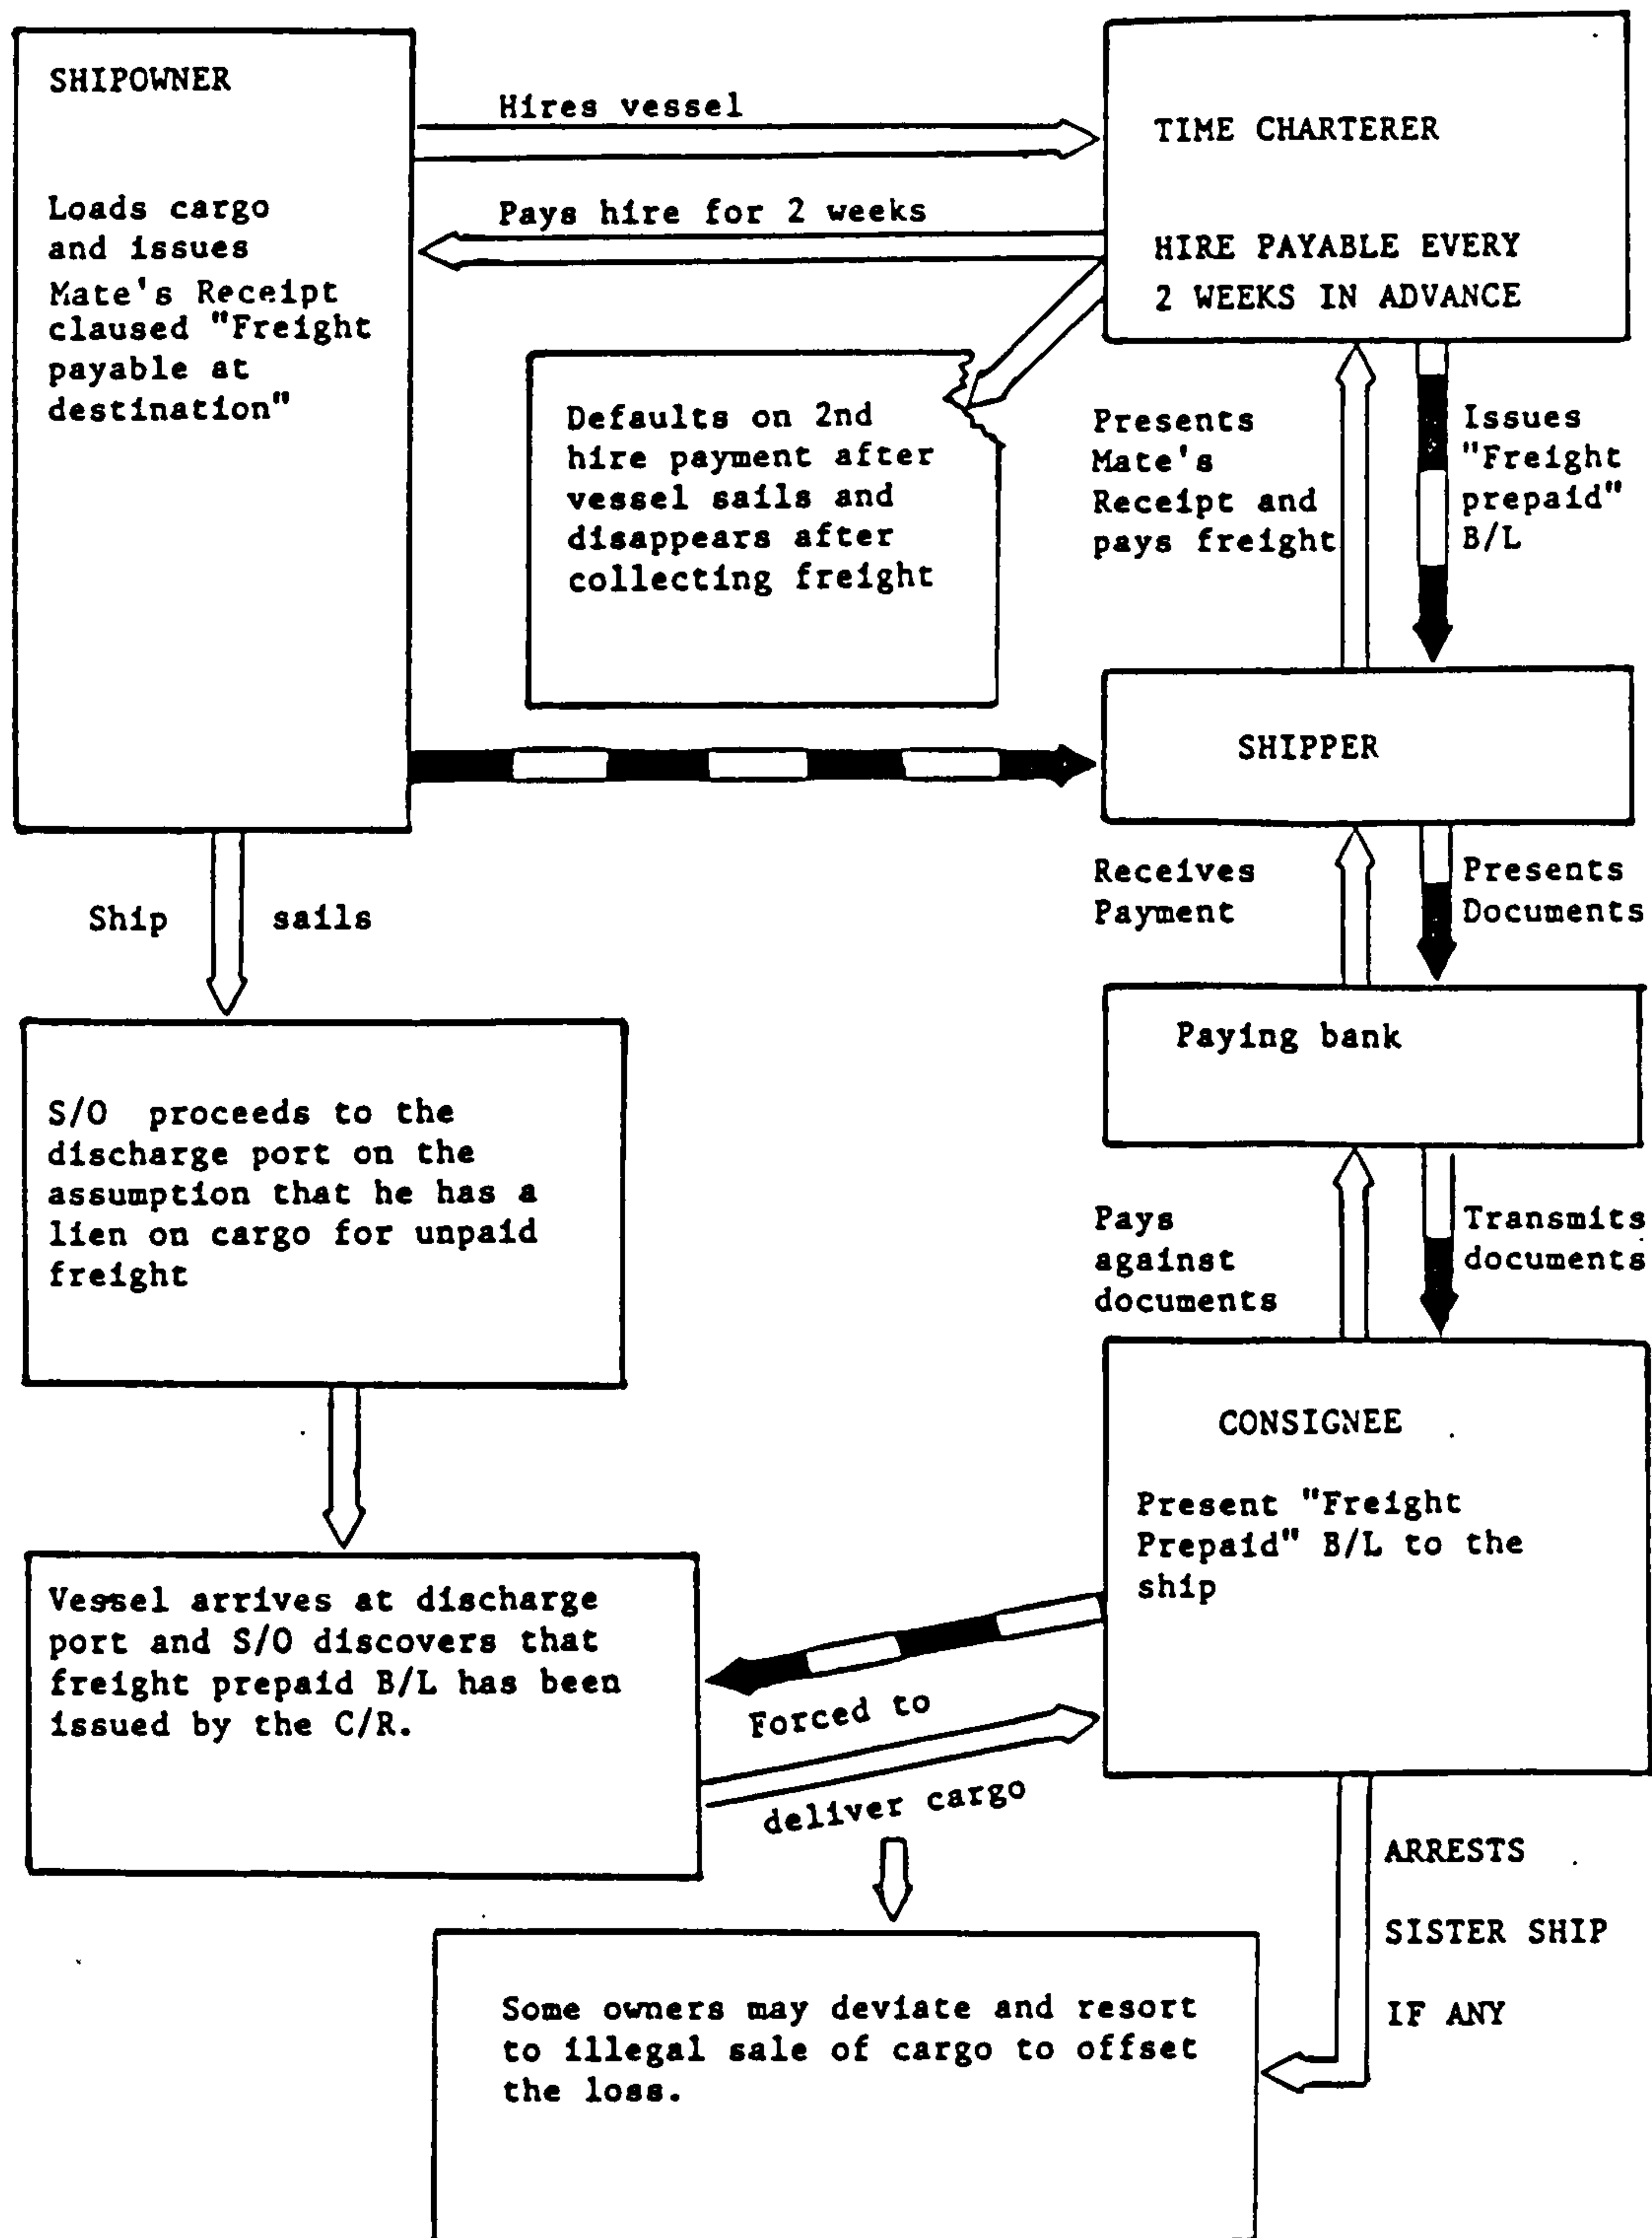 SHIPOWNER
Loads cargo
and issues
Mate's Receipt
claused "Freight
payable at
destination"
Hires vessel
Pays hire for 2 weeks
TIME CHARTERER
HIRE PAYABLE EVERY
2 WEEKS IN ADVANCE
Defaults on 2nd
hire payment after
vessel sails and
disappears after
collecting freight
Presents
Mate's
Receipt and
pays freight
Issues
"Freight
prepaid"
B/L
SHIPPER
Ship sails
Receives
Payment
Presents
Documents
Paying bank
S/O proceeds to the
discharge port on the
assumption that he has a
lien on cargo for unpaid
freight
Pays
against
documents
Transmits
documents
CONSIGNEE
Present "Freight
Prepaid" B/L to the
ship
Vessel arrives at discharge
port and S/O discovers that
freight prepaid B/L has been
issued by the C/R.
Forced to
deliver cargo
ARRESTS
SISTER SHIP
IF ANY
Some owners may deviate and resort
to illegal sale of cargo to offset
the loss.